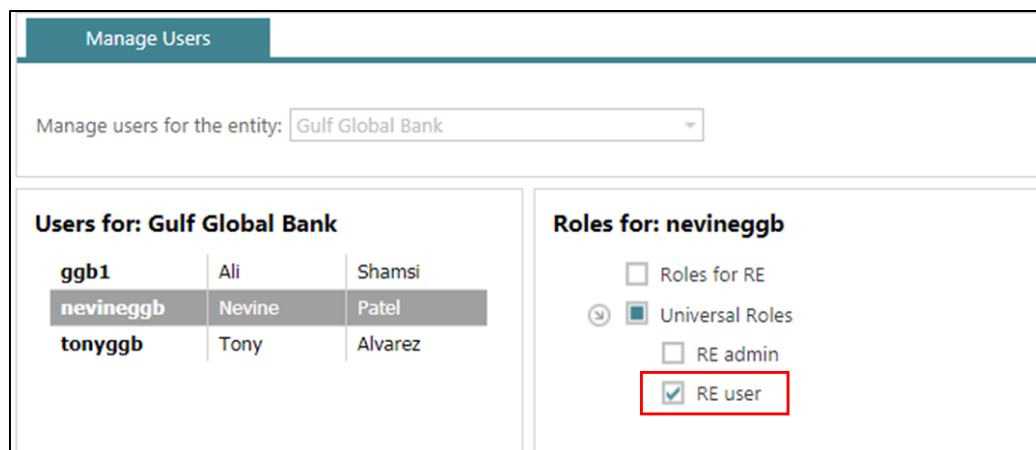 Manage Users
Manage users for the entity: Gulf Global Bank
Users for: Gulf Global Bank
ggb1 Ali Shamsi
nevineggb Nevine Patel
tonyggb Tony Alvarez
Roles for: nevineggb
Roles for RE
Universal Roles
RE admin
RE user